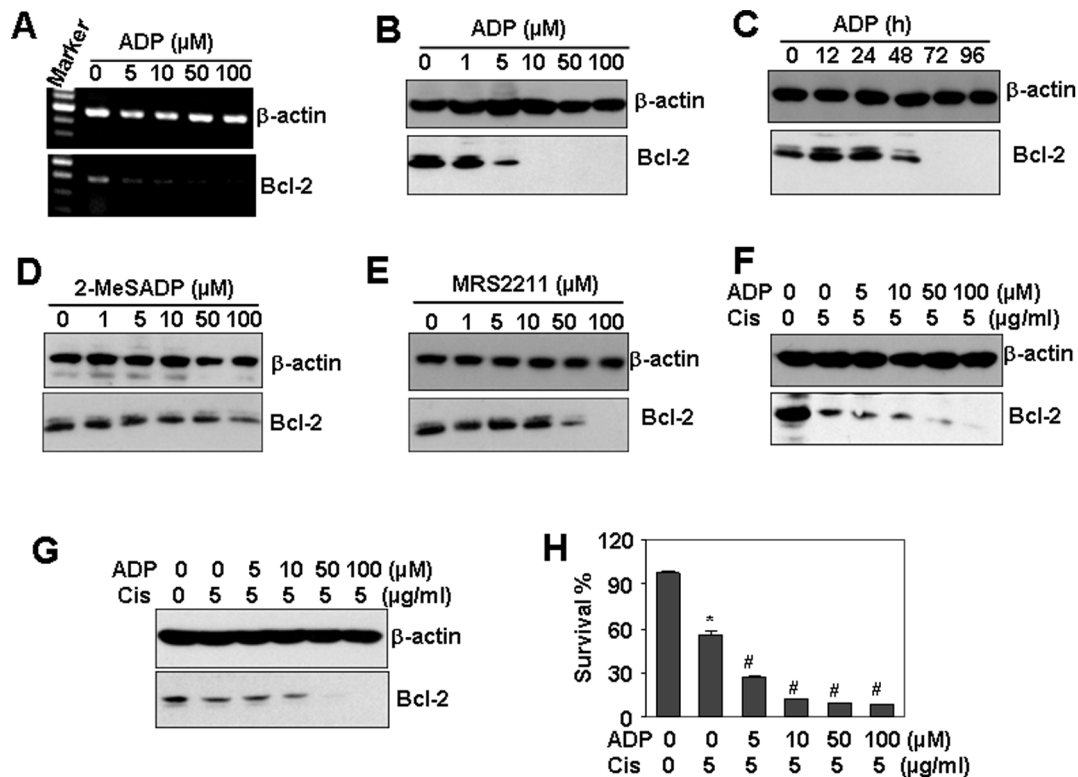 A
ADP (µM)
Marker
0 5 10 50 100
β-actin
Bcl-2
B
ADP (µM)
0 1 5 10 50 100
β-actin
Bcl-2
C
ADP (h)
0 12 24 48 72 96
β-actin
Bcl-2
D
2-MeSADP (µM)
0 1 5 10 50 100
β-actin
Bcl-2
E
MRS2211 (µM)
0 1 5 10 50 100
β-actin
Bcl-2
F
ADP 0 0 5 10 50 100 (µM)
Cis 0 5 5 5 5 5 (µg/ml)
β-actin
Bcl-2
G
ADP 0 0 5 10 50 100 (µM)
Cis 0 5 5 5 5 5 (µg/ml)
β-actin
Bcl-2
H
Survival %
120
90
60
30
0
*
# # # #
ADP 0 0 5 10 50 100 (µM)
Cis 0 5 5 5 5 5 (µg/ml)